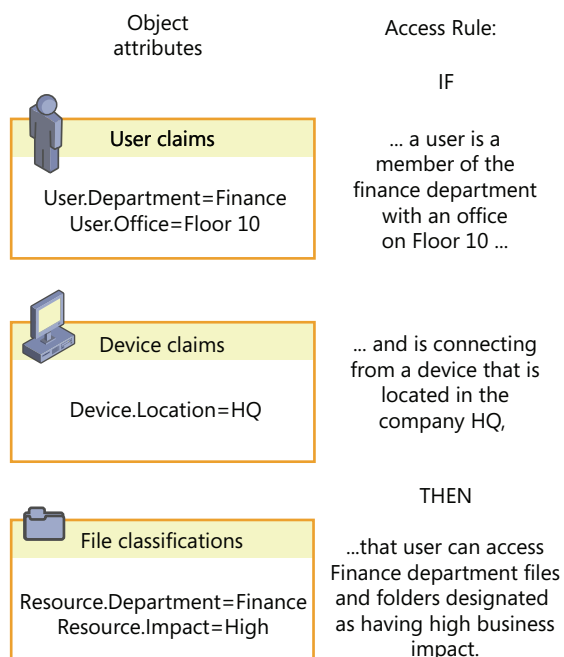 Object
attributes
Access Rule:
IF
User claims
User.Department=Finance
User.Office=Floor 10
... a user is a
member of the
finance department
with an office
on Floor 10 ...
Device claims
Device.Location=HQ
... and is connecting
from a device that is
located in the
company HQ,
THEN
File classifications
Resource.Department=Finance
Resource.Impact=High
...that user can access
Finance department files
and folders designated
as having high business
impact.